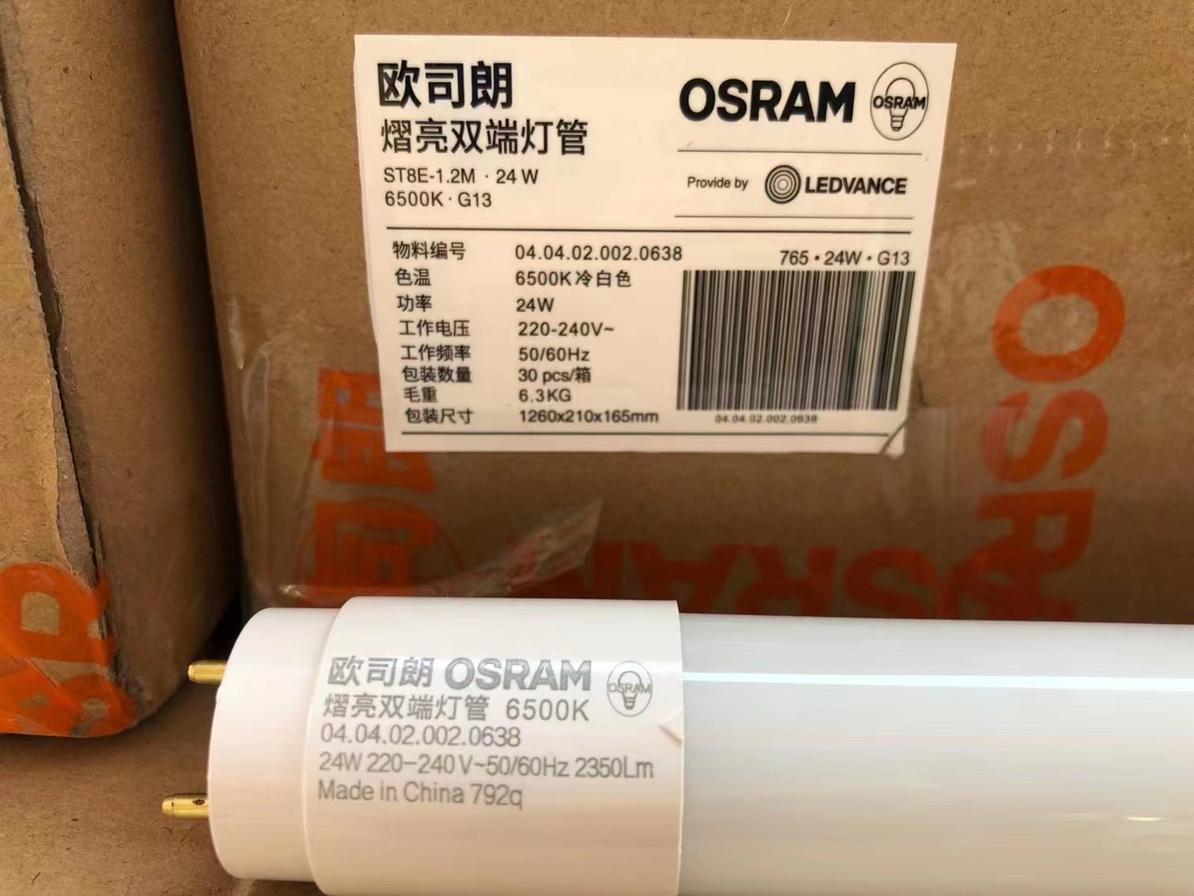 欧司朗
熠亮双端灯管
ST8E-1.2M · 24 W
6500K · G13
OSRAM
OSRAM
Provide by LEDVANCE
物料编号 04.04.02.002.0638
色温 6500K 冷白色
功率 24W
工作电压 220-240V~
工作频率 50/60Hz
包装数量 30 pcs/箱
毛重 6.3KG
包装尺寸 1260x210x165mm
765 • 24W • G13
04.04.02.002.0638
OSRAM
OSRAM
欧司朗 OSRAM OSRAM
熠亮双端灯管 6500K
04.04.02.002.0638
24W 220-240V~50/60Hz 2350Lm
Made in China 792q